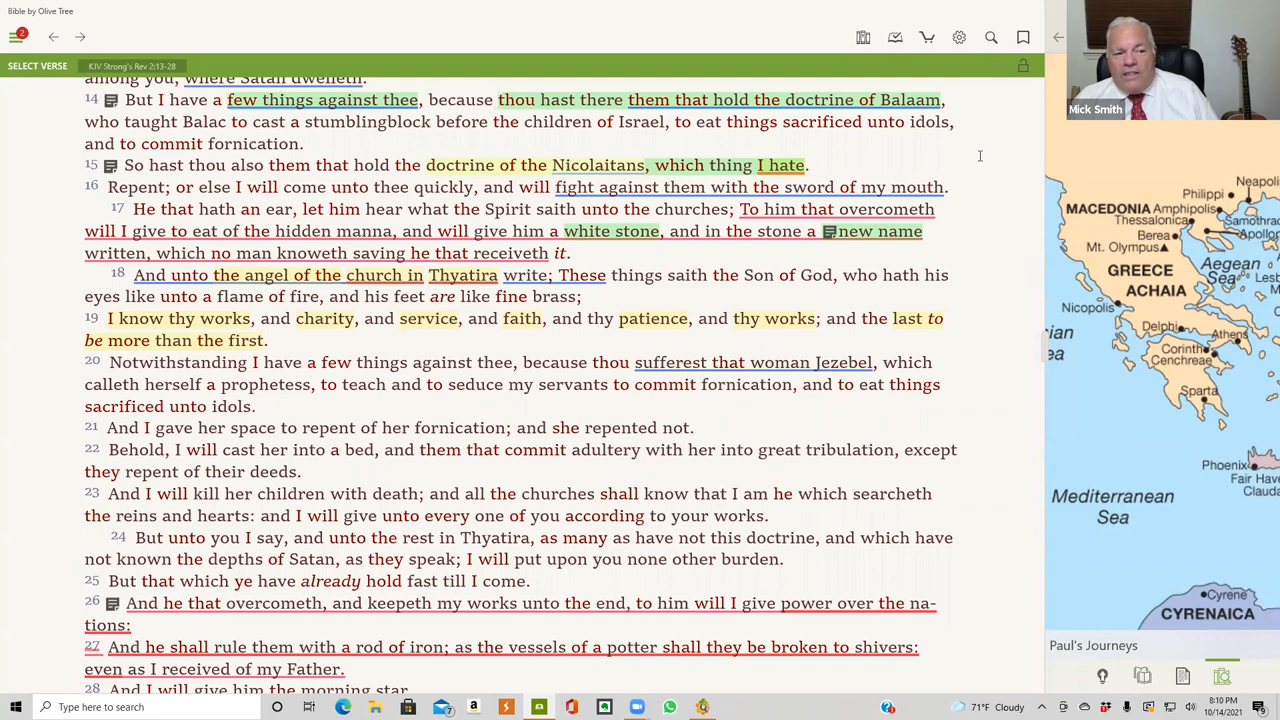 Bible by Olive Tree
2
SELECT VERSE
KJV Strong's Rev 2:13-28
among you, where Satan dwelleth.
14 But I have a few things against thee, because thou hast there them that hold the doctrine of Balaam,
who taught Balac to cast a stumblingblock before the children of Israel, to eat things sacrificed unto idols,
and to commit fornication.
15 So hast thou also them that hold the doctrine of the Nicolaitans, which thing I hate.
16 Repent; or else I will come unto thee quickly, and will fight against them with the sword of my mouth.
17 He that hath an ear, let him hear what the Spirit saith unto the churches; To him that overcometh
will I give to eat of the hidden manna, and will give him a white stone, and in the stone a new name
written, which no man knoweth saving he that receiveth it.
18 And unto the angel of the church in Thyatira write; These things saith the Son of God, who hath his
eyes like unto a flame of fire, and his feet are like fine brass;
19 I know thy works, and charity, and service, and faith, and thy patience, and thy works; and the last to
be more than the first.
20 Notwithstanding I have a few things against thee, because thou sufferest that woman Jezebel, which
calleth herself a prophetess, to teach and to seduce my servants to commit fornication, and to eat things
sacrificed unto idols.
21 And I gave her space to repent of her fornication; and she repented not.
22 Behold, I will cast her into a bed, and them that commit adultery with her into great tribulation, except
they repent of their deeds.
23 And I will kill her children with death; and all the churches shall know that I am he which searcheth
the reins and hearts: and I will give unto every one of you according to your works.
24 But unto you I say, and unto the rest in Thyatira, as many as have not this doctrine, and which have
not known the depths of Satan, as they speak; I will put upon you none other burden.
25 But that which ye have already hold fast till I come.
26 And he that overcometh, and keepeth my works unto the end, to him will I give power over the na-
tions:
27 And he shall rule them with a rod of iron; as the vessels of a potter shall they be broken to shivers:
even as I received of my Father.
28 And I will give him the morning star.
Mick Smith
Neapoli
Philippi
MACEDONIA Amphipolis
Thessalonica
Samothra
Berea
Apollon
Mt. Olympus
GREECE
Aegean
Sea
Lesb
ACHAIA
Nicopolis
ian
ea
Delphi
Athens
Corinth
Cenchreae
Sparta
Phoenix
Fair Have
Clauda
Mediterranean
Sea
Cyrene
CYRENAICA
Paul's Journeys
Type here to search
7
71°F Cloudy
8:10 PM
10/14/2021